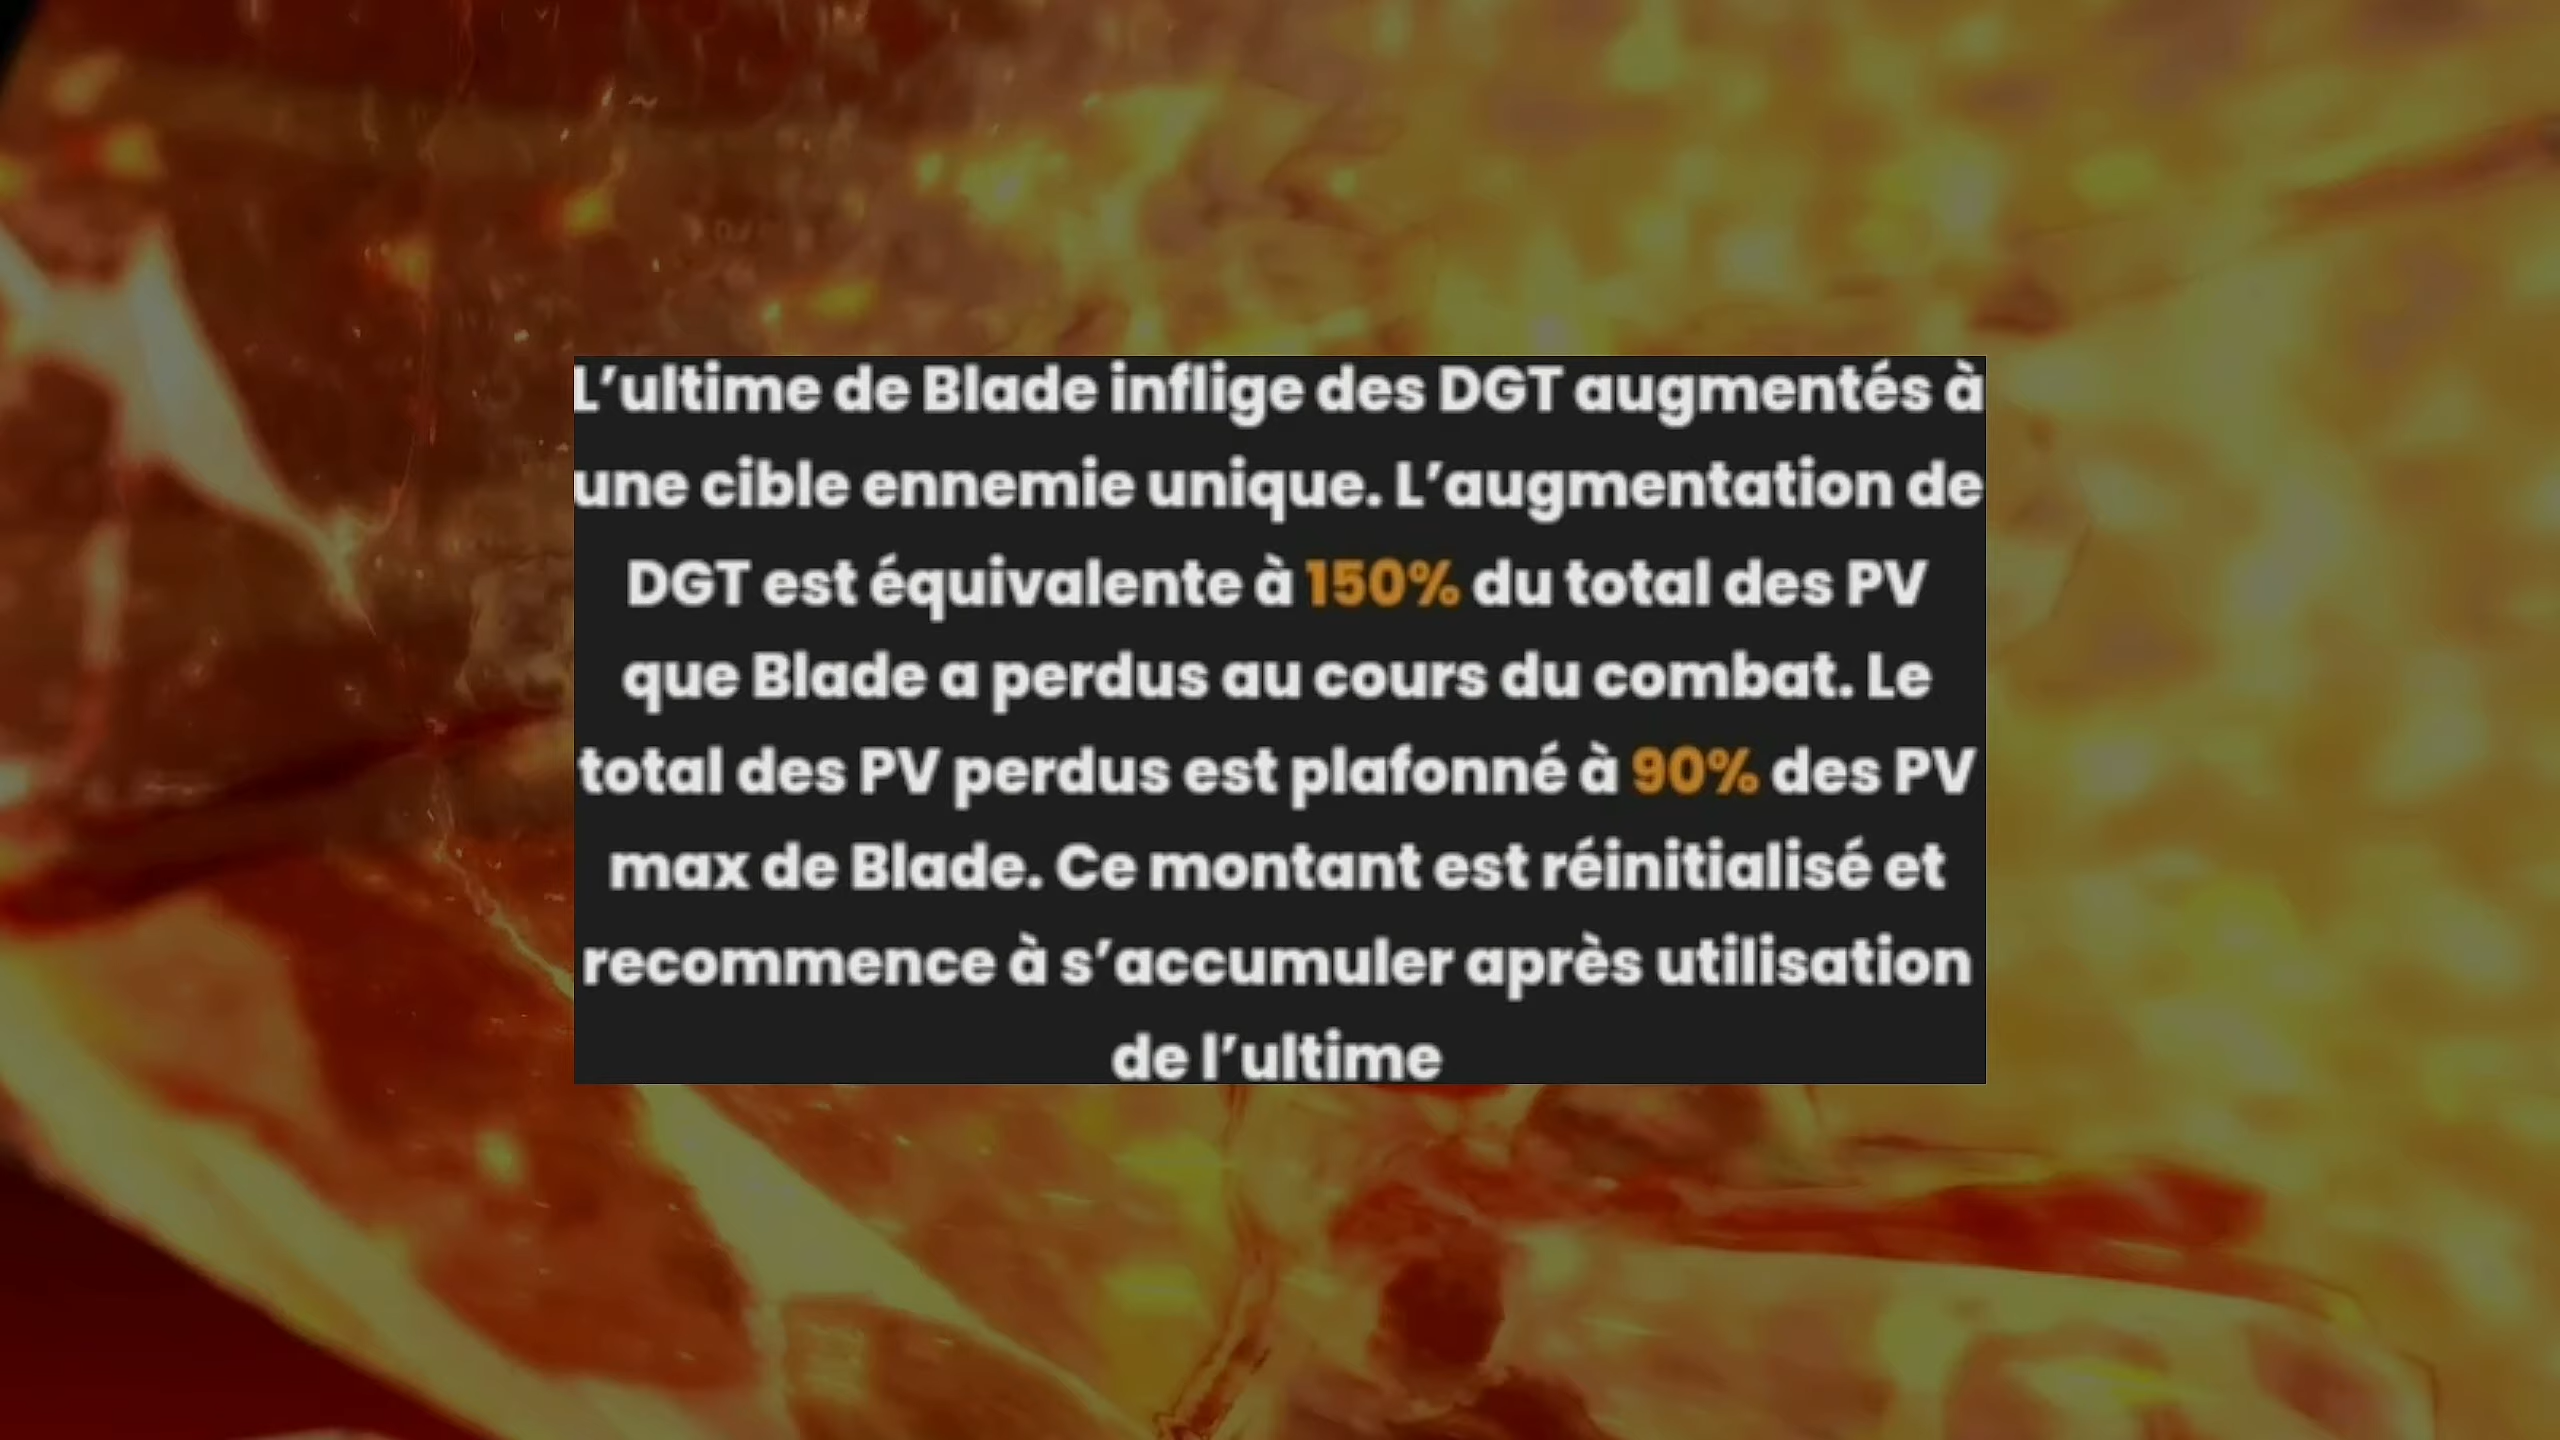 L’ultime de Blade inflige des DGT augmentés à
une cible ennemie unique. L’augmentation de
DGT est équivalente à 150% du total des PV
que Blade a perdus au cours du combat. Le
total des PV perdus est plafonné à 90% des PV
max de Blade. Ce montant est réinitialisé et
recommence à s’accumuler après utilisation
de l’ultime